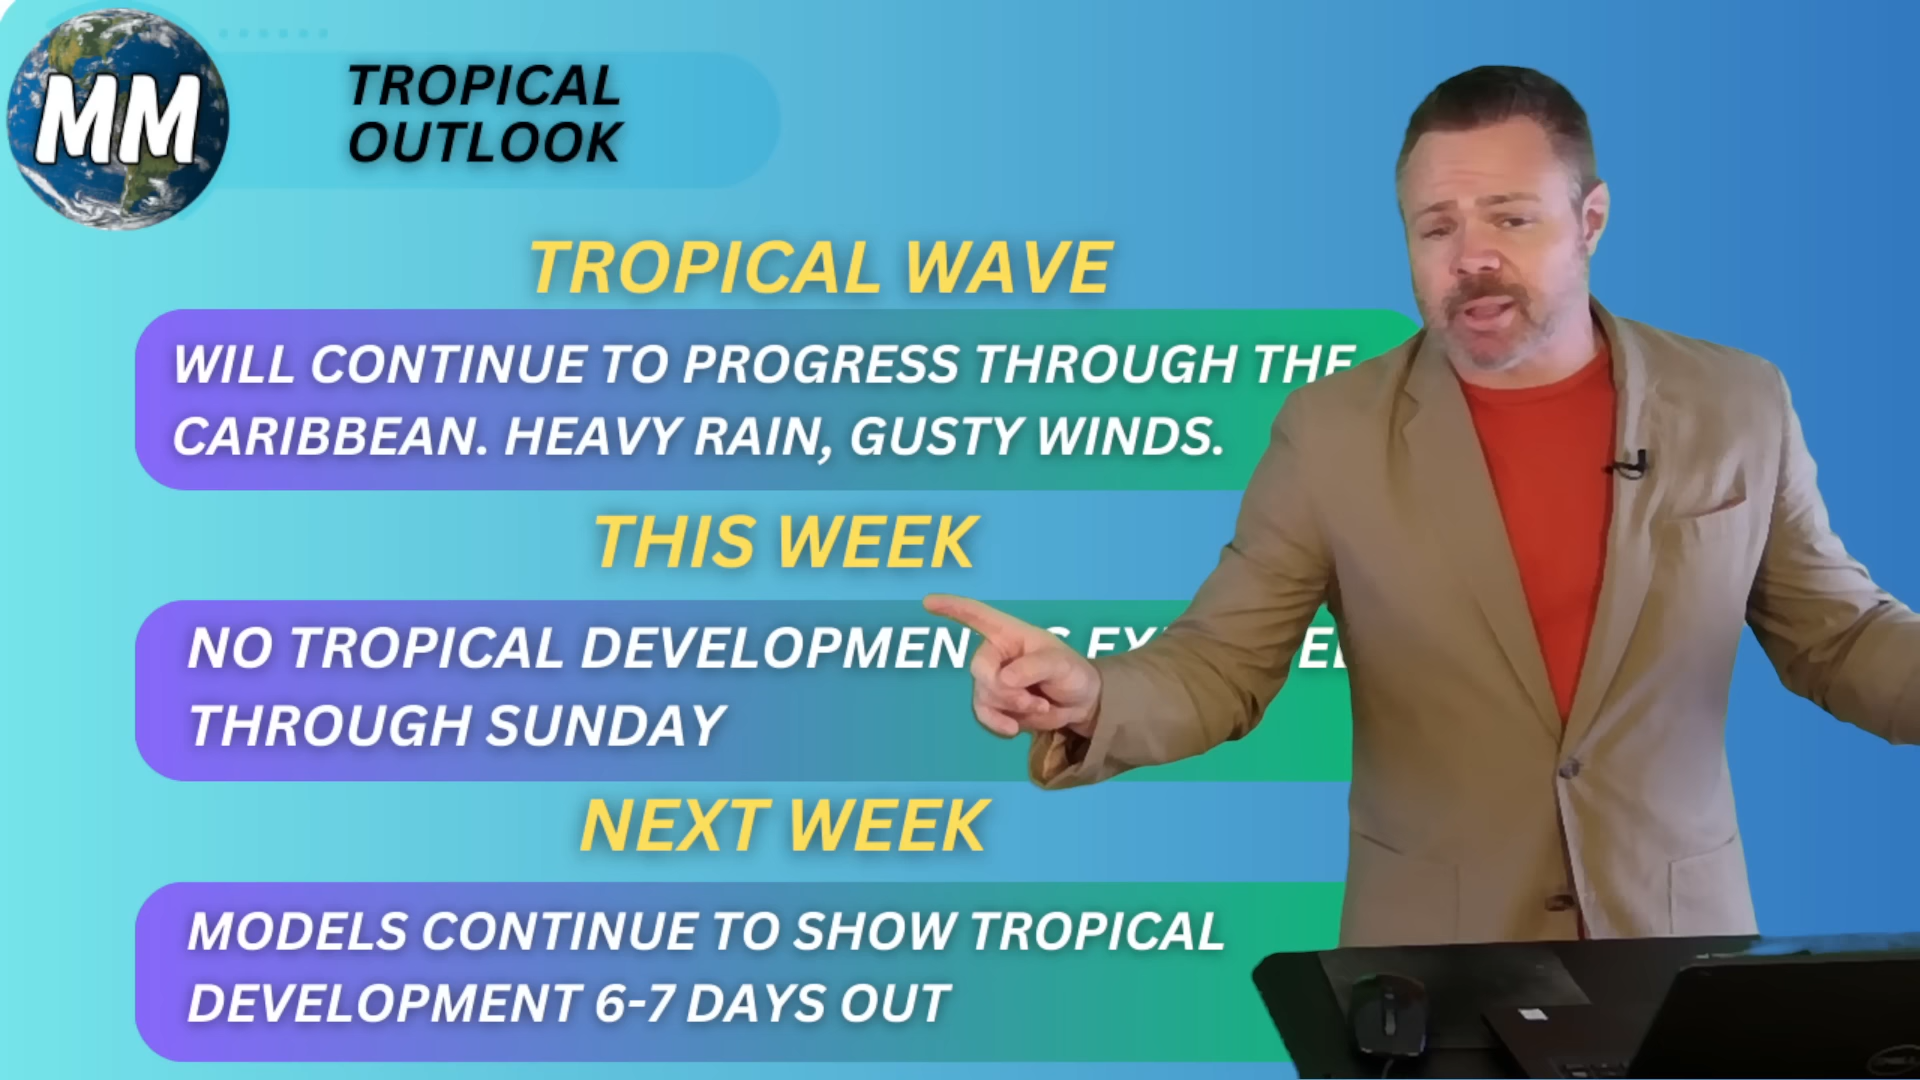 MM
TROPICAL
OUTLOOK
TROPICAL WAVE
WILL CONTINUE TO PROGRESS THROUGH THE
CARIBBEAN. HEAVY RAIN, GUSTY WINDS.
THIS WEEK
NO TROPICAL
THROUGH SUNDAY
NEXT WEEK
MODELS CONTINUE TO SHOW TROPICAL
DEVELOPMENT 6-7 DAYS OUT